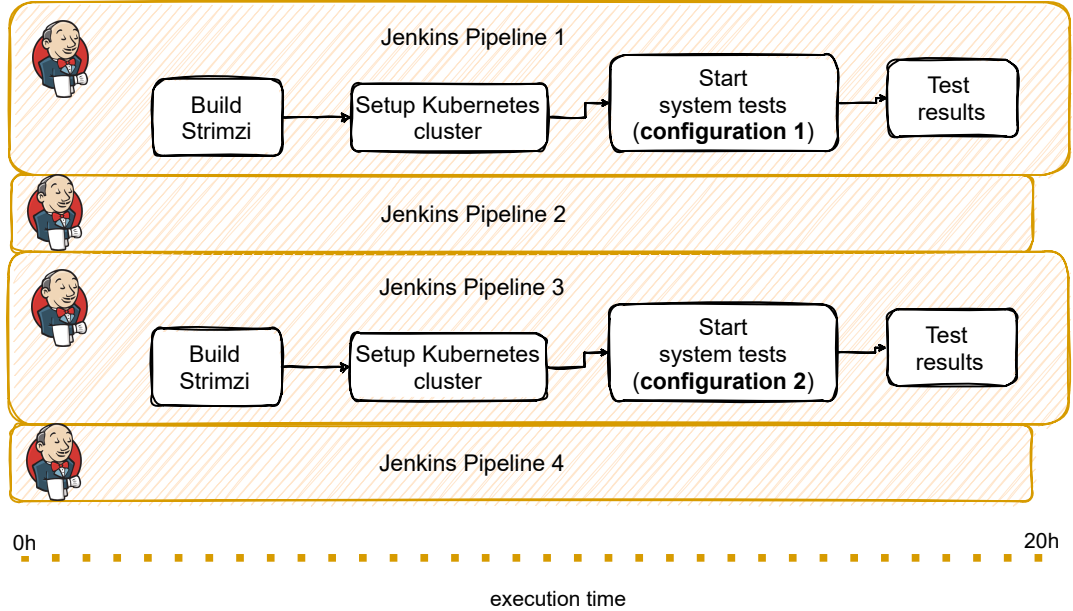 Jenkins Pipeline 1
Build
Strimzi
Setup Kubernetes
cluster
Start
system tests
(configuration 1)
Test
results
Jenkins Pipeline 2
Jenkins Pipeline 3
Build
Strimzi
Setup Kubernetes
cluster
Start
system tests
(configuration 2)
Test
results
Jenkins Pipeline 4
0h
20h
execution time